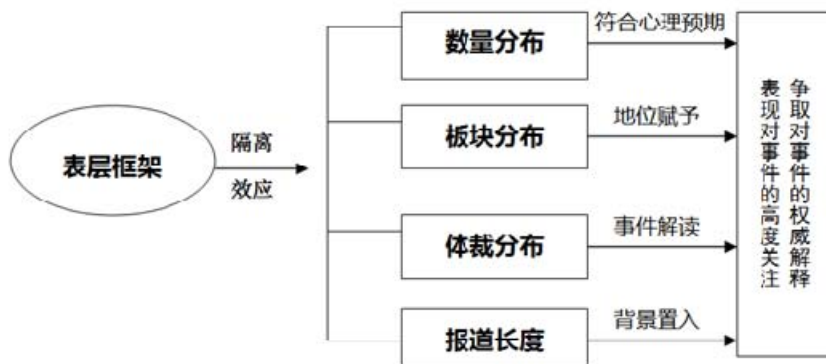 表层框架
隔离
效应
数量分布
符合心理预期
板块分布
地位赋予
体裁分布
事件解读
报道长度
背景置入
争取对事件的权威解释
表现对事件的高度关注